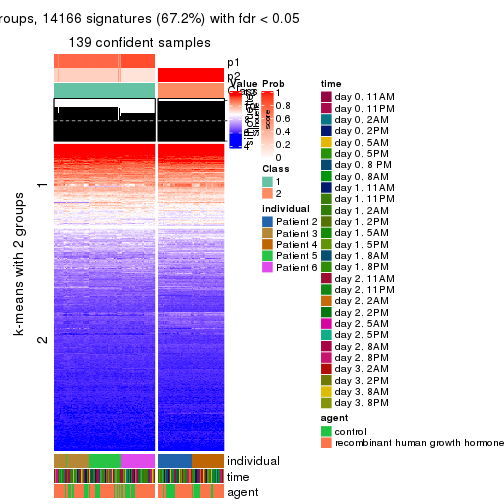 roups, 14166 signatures (67.2%) with fdr < 0.05
139 confident samples
p1
p2
Class
Value
Prob
1
0.8
0.6
0.4
0.2
0
4
Class
1
2
individual
Patient 2
Patient 3
Patient 4
Patient 5
Patient 6
time
day 0. 11AM
day 0. 11PM
day 0. 2AM
day 0. 2PM
day 0. 5AM
day 0. 5PM
day 0. 8 PM
day 0. 8AM
day 1. 11AM
day 1. 11PM
day 1. 2AM
day 1. 2PM
day 1. 5AM
day 1. 5PM
day 1. 8AM
day 1. 8PM
day 2. 11AM
day 2. 11PM
day 2. 2AM
day 2. 2PM
day 2. 5AM
day 2. 5PM
day 2. 8AM
day 2. 8PM
day 3. 2AM
day 3. 2PM
day 3. 8AM
day 3. 8PM
agent
control
recombinant human growth hormone
k-means with 2 groups
1
2
individual
time
agent